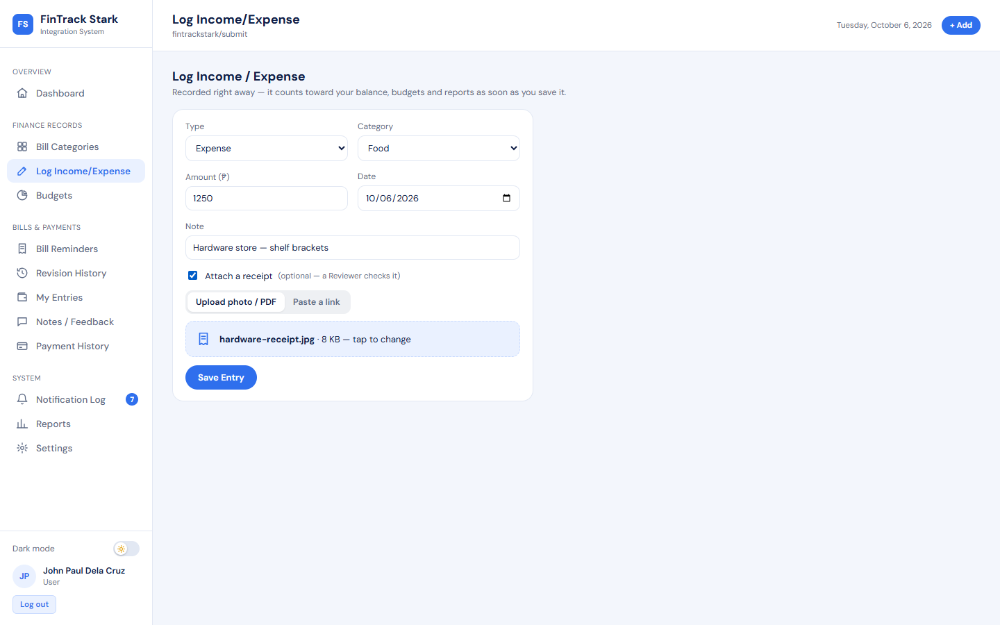 FS
FinTrack Stark
Integration System
OVERVIEW
Dashboard
FINANCE RECORDS
Bill Categories
Log Income/Expense
Budgets
BILLS & PAYMENTS
Bill Reminders
Revision History
My Entries
Notes / Feedback
Payment History
SYSTEM
Notification Log 7
Reports
Settings
Dark mode
JP
John Paul Dela Cruz
User
Log out
Log Income/Expense
fintrackstark/submit
Tuesday, October 6, 2026
+ Add
Log Income / Expense
Recorded right away — it counts toward your balance, budgets and reports as soon as you save it.
Type
Expense
Category
Food
Amount (₱)
1250
Date
10/06/2026
Note
Hardware store — shelf brackets
Attach a receipt (optional — a Reviewer checks it)
Upload photo / PDF
Paste a link
hardware-receipt.jpg · 8 KB — tap to change
Save Entry